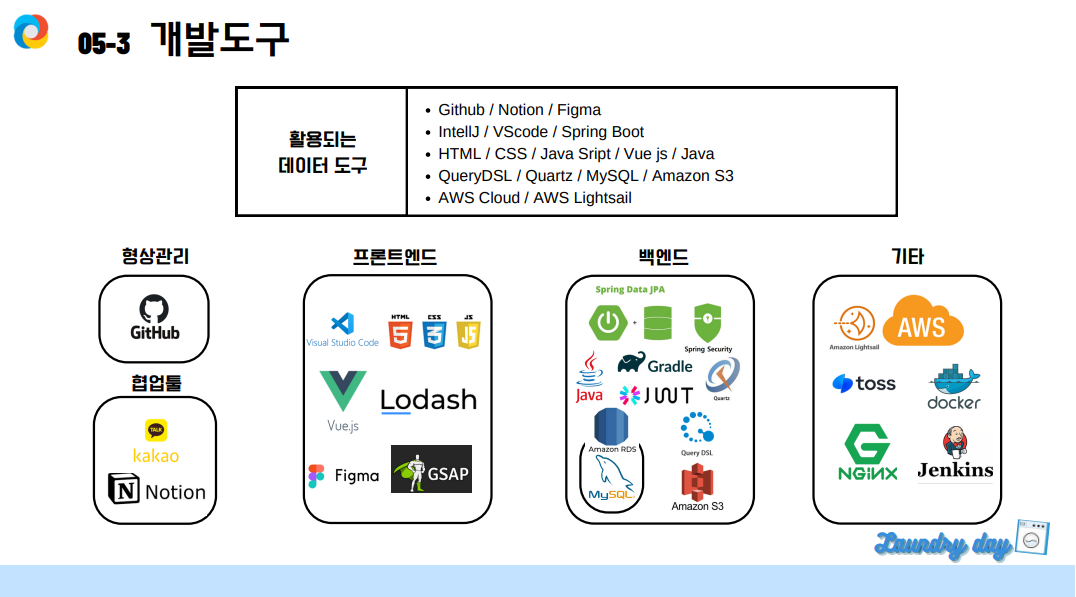 05-3 개발도구
활용되는
데이터 도구
• Github / Notion / Figma
• IntellJ / VScode / Spring Boot
• HTML / CSS / Java Sript / Vue js / Java
• QueryDSL / Quartz / MySQL / Amazon S3
• AWS Cloud / AWS Lightsail
형상관리
GitHub
협업툴
TALK
kakao
N Notion
프론트엔드
Visual Studio Code
HTML
5
CSS
3
JS
JS
Vue.js
Lodash
Figma
GSAP
백엔드
Spring Data JPA
+
Spring Security
Java
Gradle
JWT
Quartz
Amazon RDS
MySQL
Query DSL
Amazon S3
기타
Amazon Lightsail
AWS
toss
docker
NGINX
Jenkins
Laundry day